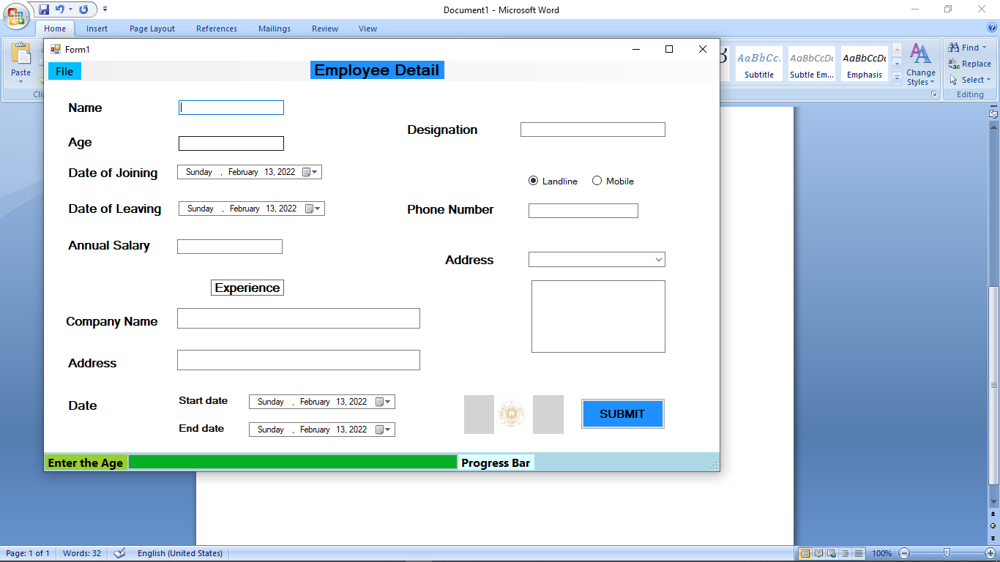 Document1 - Microsoft Word
Home Insert Page Layout References Mailings Review View
Paste
AaBbCc AaBbCcDc AaBbCcDc
Subtitle Subtle Em... Emphasis
Change Styles
Find
Replace
Select
Editing
Form1
File
Employee Detail
Name
Age
Date of Joining Sunday , February 13, 2022
Date of Leaving Sunday , February 13, 2022
Annual Salary
Experience
Company Name
Address
Date
Start date Sunday , February 13, 2022
End date Sunday , February 13, 2022
Designation
Landline Mobile
Phone Number
Address
SUBMIT
Enter the Age
Progress Bar
Page: 1 of 1 Words: 32 English (United States) 100%